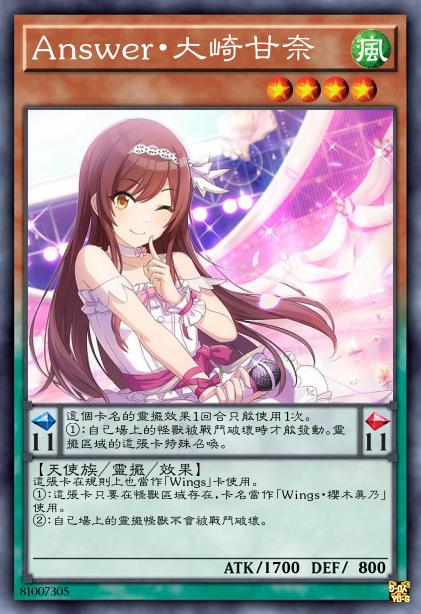 Answer・大崎甘奈
風
這個卡名的靈擺效果1回合只能使用1次。
①:自己場上的怪獸被戰鬥破壞時才能發動。靈
擺區域的這張卡特殊召喚。
11
11
【天使族／靈擺／效果】
這張卡在規則上也當作「Wings」卡使用。
①:這張卡只要在怪獸區域存在,卡名當作「Wings・櫻木真乃」
使用。
②:自己場上的靈擺怪獸不會被戰鬥破壞。
ATK/1700 DEF/ 800
81007305